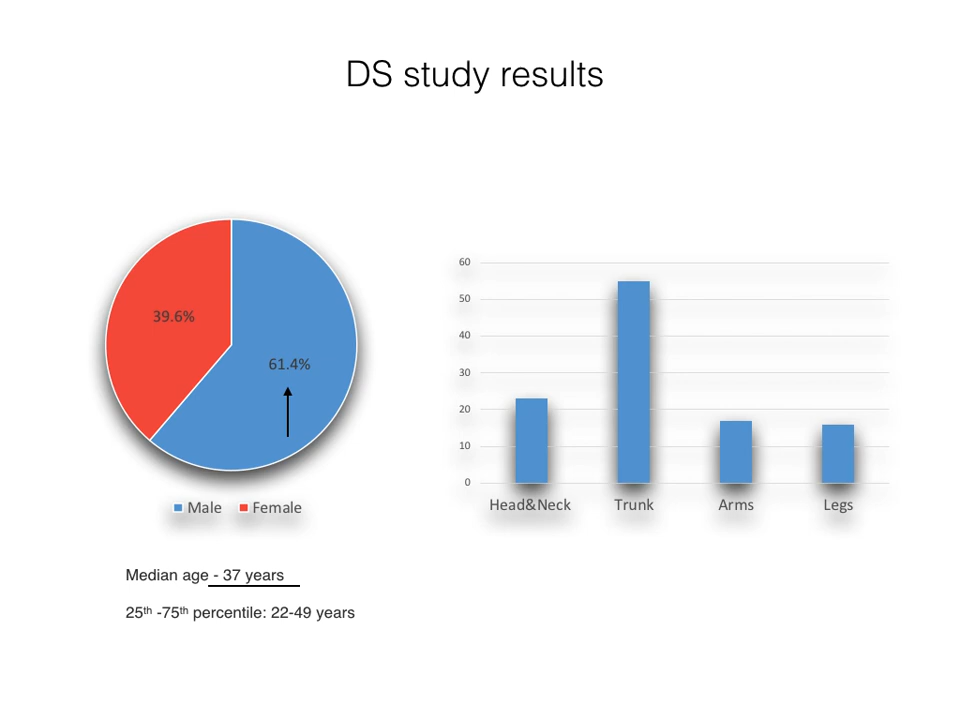 DS study results
39.6%
61.4%
Male Female
Median age - 37 years
25th -75th percentile: 22-49 years
60
50
40
30
20
10
0
Head&Neck Trunk Arms Legs